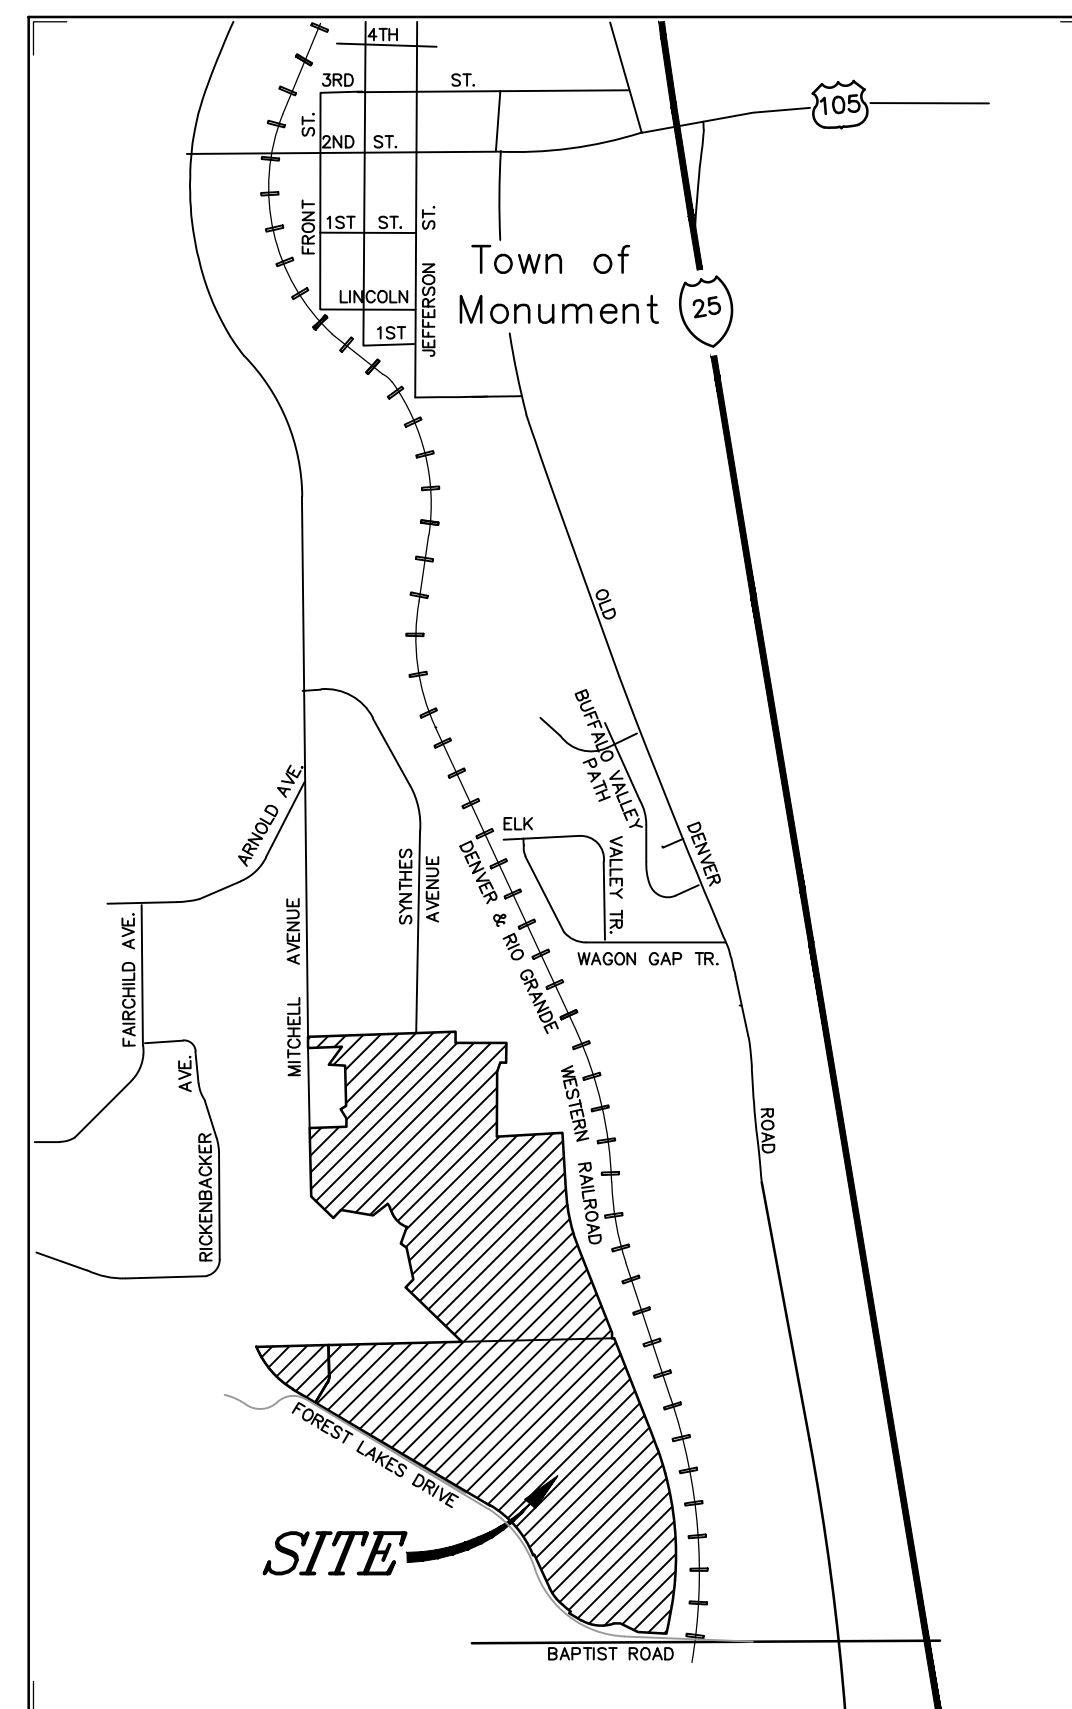 4TH
3RD ST.
105
FRONT ST.
2ND ST.
1ST ST.
JEFFERSON ST.
Town of
Monument
25
LINCOLN
1ST
OLD DENVER ROAD
BUFFALO VALLEY
PATH
ARNOLD AVE.
ELK VALLEY TR.
SYNTHES
AVENUE
DENVER & RIO GRANDE WESTERN RAILROAD
WAGON GAP TR.
FAIRCHILD AVE.
MITCHELL AVENUE
RICKENBACKER AVE.
FOREST LAKES DRIVE
SITE
BAPTIST ROAD